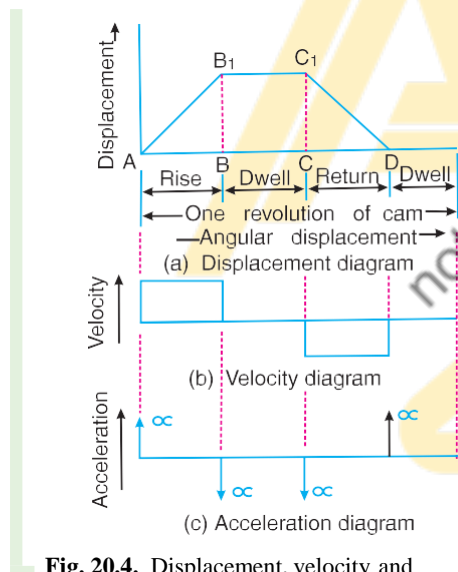 Displacement
B1 C1
A B C D
Rise Dwell Return Dwell
One revolution of cam
Angular displacement
(a) Displacement diagram
Velocity
(b) Velocity diagram
Acceleration
∝ ∝
∝ ∝
(c) Acceleration diagram
Fig. 20.4. Displacement, velocity and